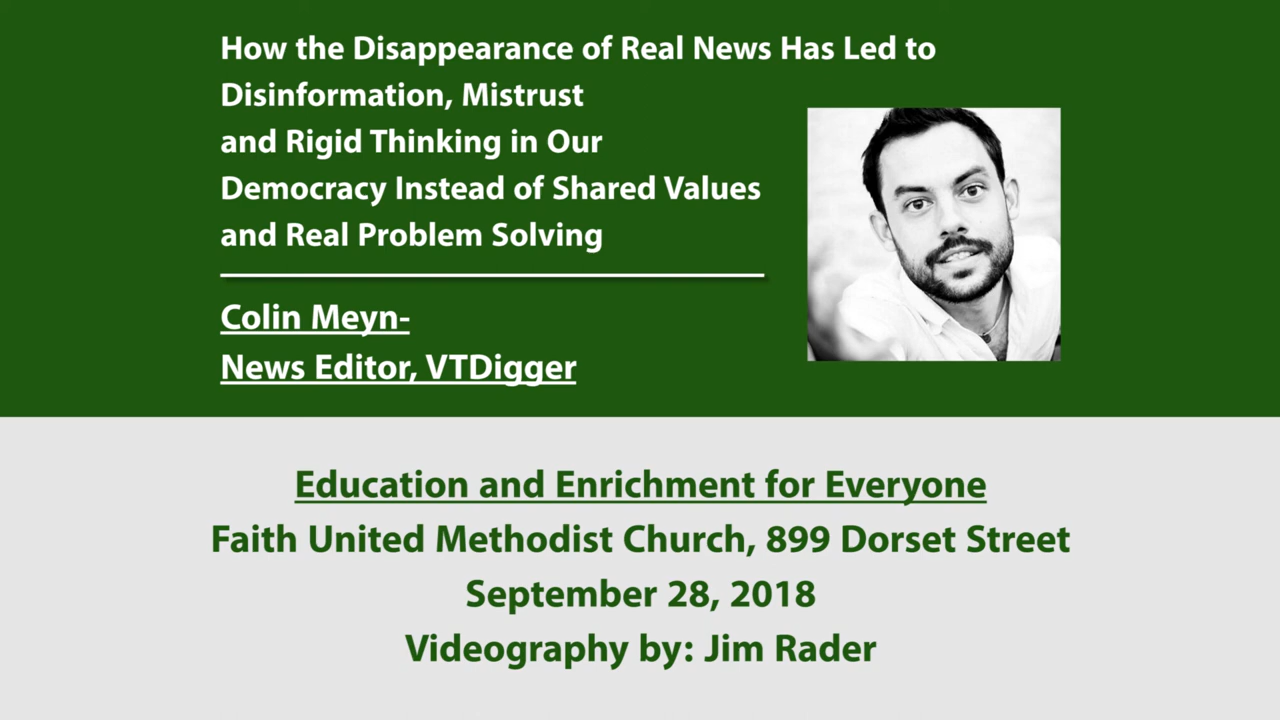 How the Disappearance of Real News Has Led to
Disinformation, Mistrust
and Rigid Thinking in Our
Democracy Instead of Shared Values
and Real Problem Solving
Colin Meyn-
News Editor, VTDigger
Education and Enrichment for Everyone
Faith United Methodist Church, 899 Dorset Street
September 28, 2018
Videography by: Jim Rader